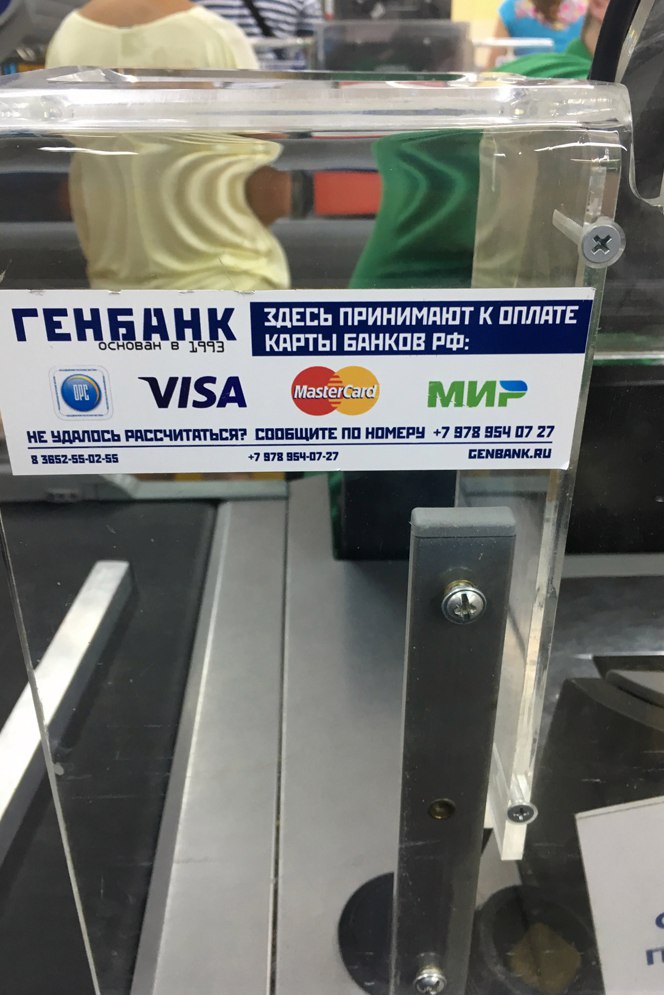 ГЕНБАНК
ОСНОВАН В 1993
ЗДЕСЬ ПРИНИМАЮТ К ОПЛАТЕ
КАРТЫ БАНКОВ РФ:
ОРС VISA MasterCard МИР
НЕ УДАЛОСЬ РАССЧИТАТЬСЯ? СООБЩИТЕ ПО НОМЕРУ +7 978 954 07 27
8 3652-55-02-55 +7 978 954-07-27 GENBANK.RU